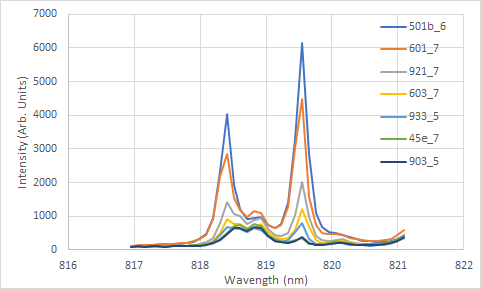 7000
6000
5000
4000
3000
2000
1000
0
Intensity (Arb. Units)
816 817 818 819 820 821 822
Wavength (nm)
501b_6
601_7
921_7
603_7
933_5
45e_7
903_5